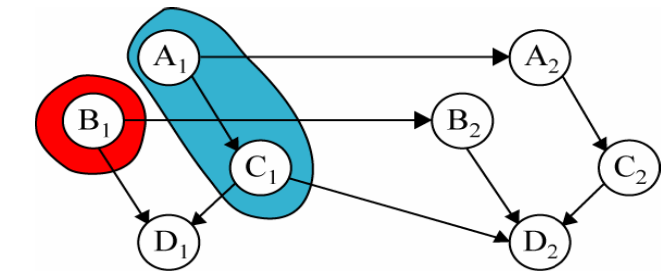 A₁ A₂
B₁ B₂
C₁ C₂
D₁ D₂